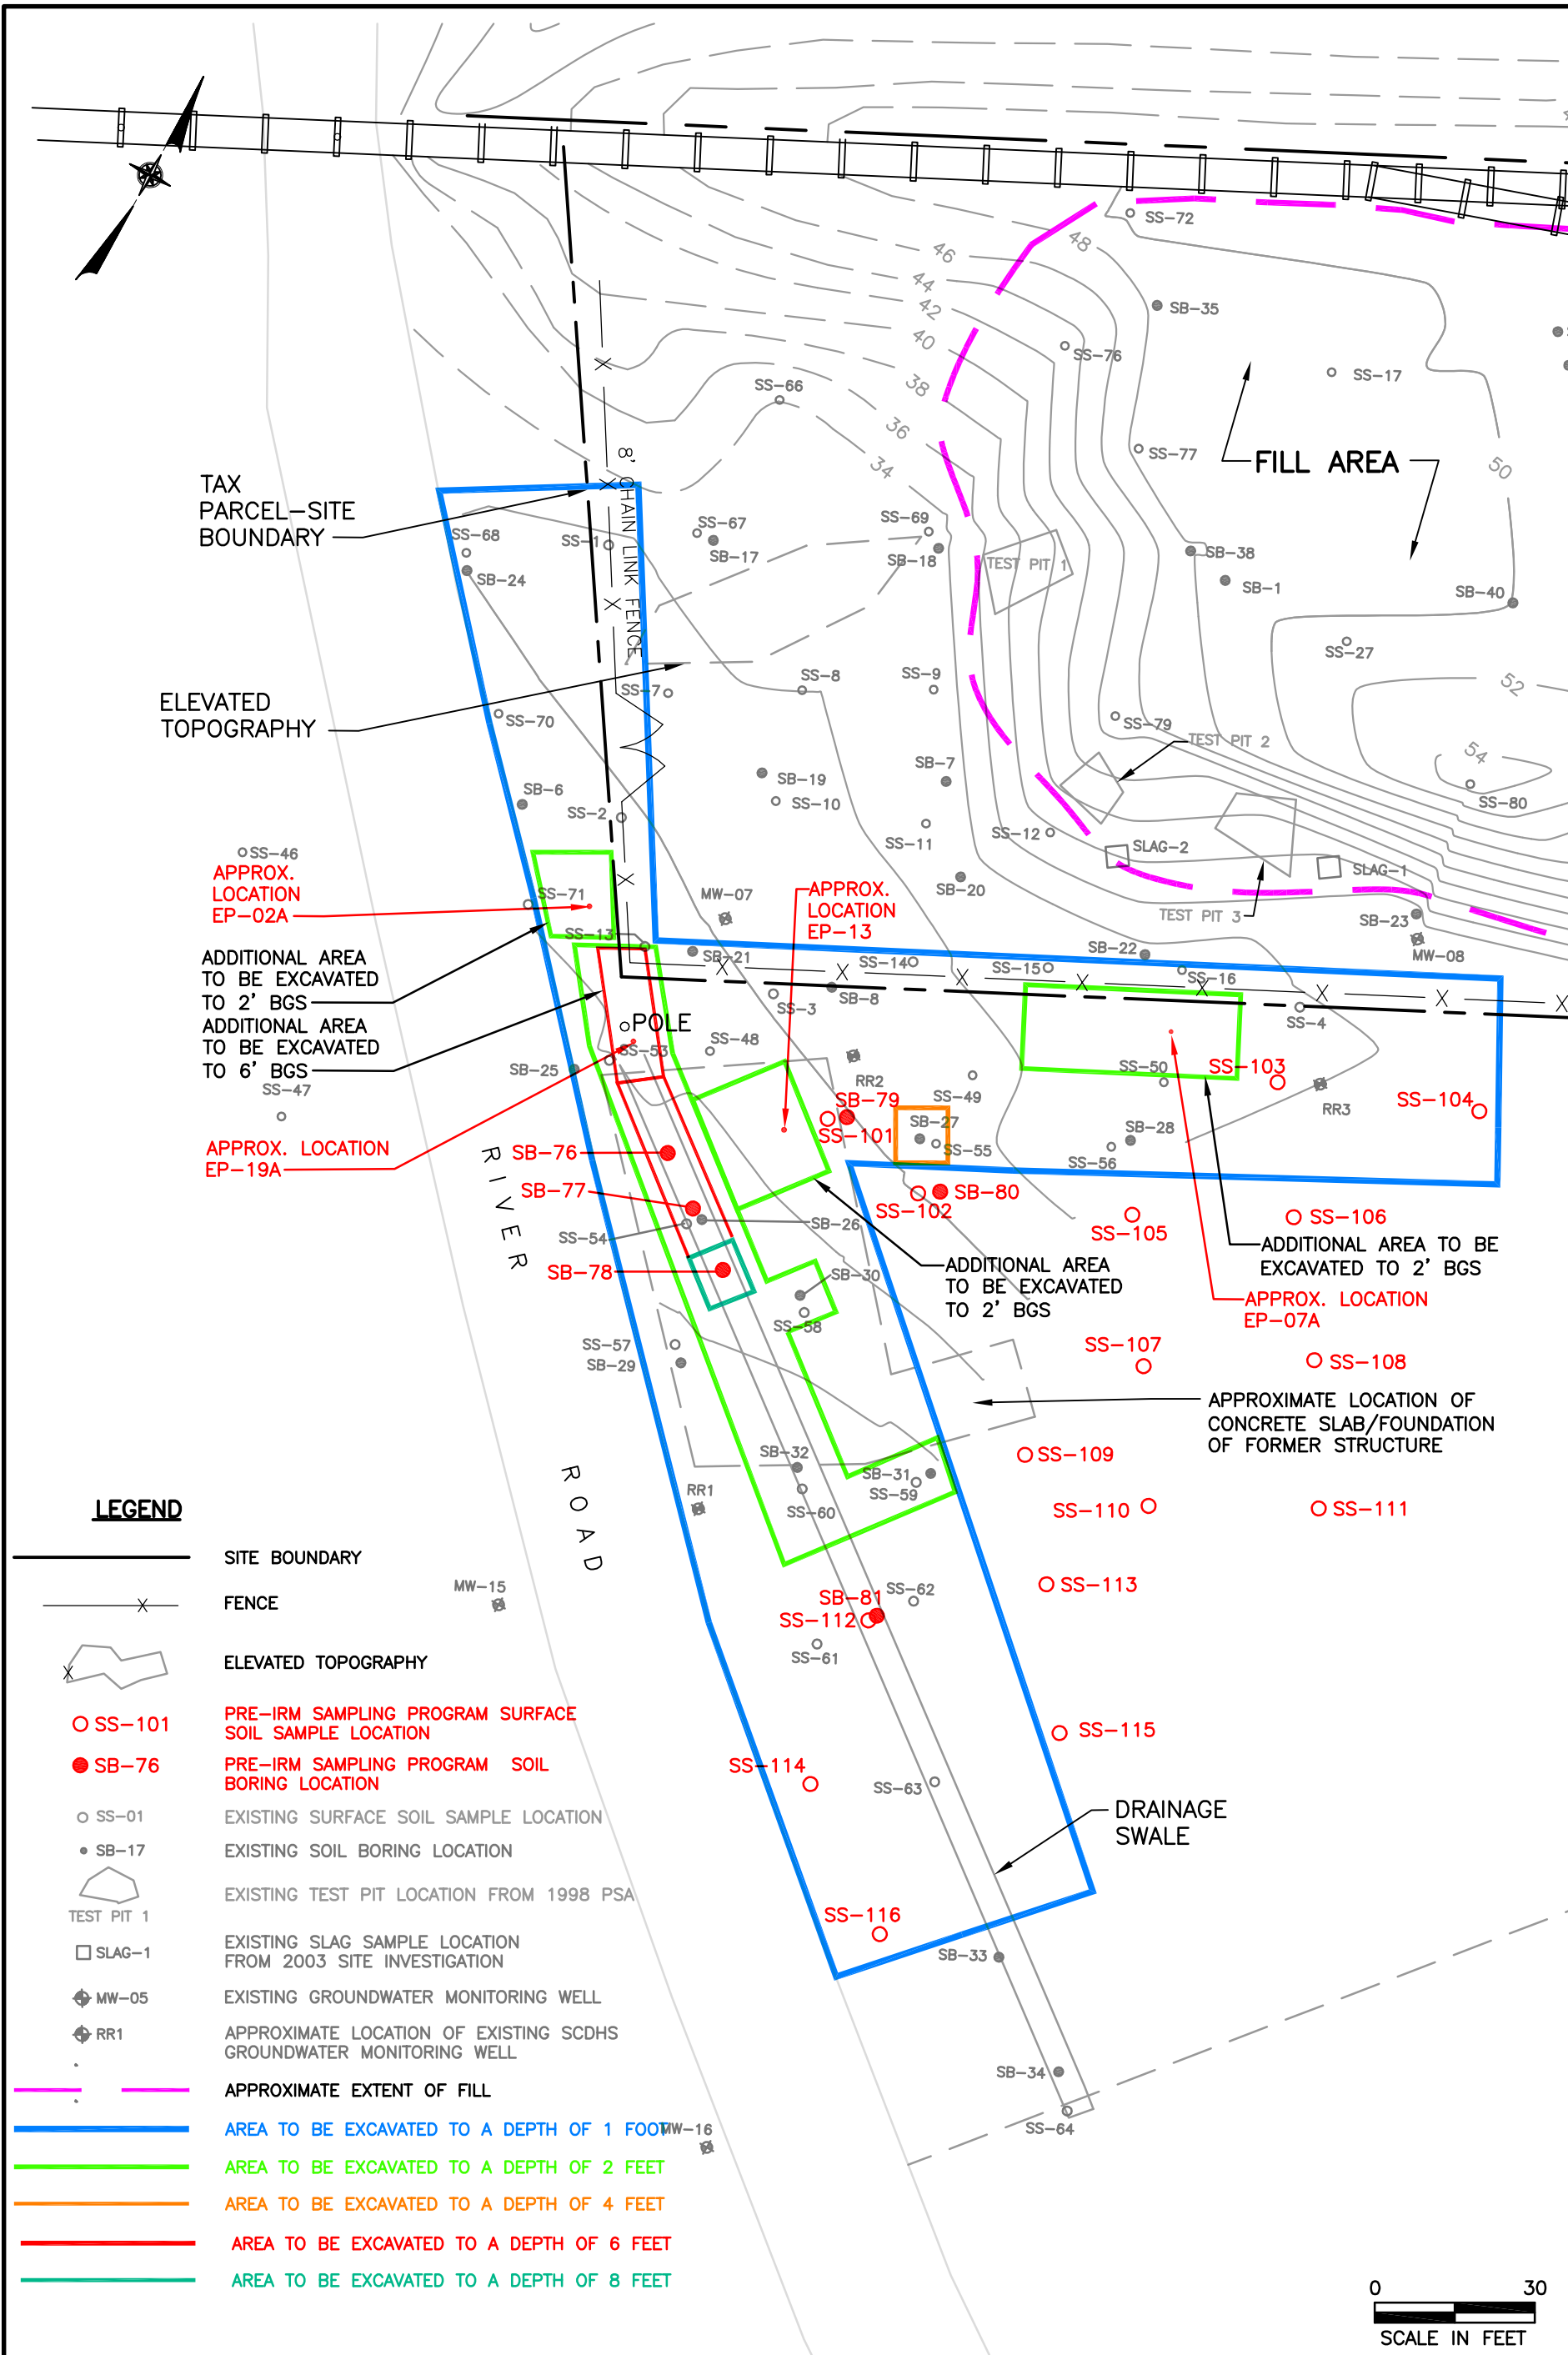 SS-72
48
46
44
42
40
38
36
34
SB-35
SS-76
SS-17
SS-66
SS-77
FILL AREA
50
8' CHAIN LINK FENCE
TAX
PARCEL-SITE
BOUNDARY
SS-68
SS-1
SS-67
SB-17
SS-69
SB-18
TEST PIT 1
SB-38
SB-24
SB-1
SB-40
SS-27
ELEVATED
TOPOGRAPHY
SS-7
SS-8
SS-9
52
SS-70
SS-79
TEST PIT 2
54
SB-19
SB-7
SB-6
SS-10
SS-80
SS-2
SS-11
SS-12
SS-46
SLAG-2
SLAG-1
APPROX.
LOCATION
EP-02A
SB-20
SS-71
MW-07
APPROX.
LOCATION
EP-13
TEST PIT 3
SB-23
SS-13
SB-21
SB-22
MW-08
ADDITIONAL AREA
TO BE EXCAVATED
TO 2' BGS
SS-14
SS-15
SS-16
SS-3
SB-8
SS-4
ADDITIONAL AREA
TO BE EXCAVATED
TO 6' BGS
POLE
SS-48
SS-53
SB-25
RR2
SS-49
SS-50
SS-103
SS-47
SB-79
SS-101
SB-27
SS-55
SB-28
SS-56
RR3
SS-104
APPROX. LOCATION
EP-19A
SB-76
SB-77
SB-80
SS-102
SS-105
SS-106
SS-54
SB-26
SB-78
ADDITIONAL AREA
TO BE EXCAVATED
TO 2' BGS
ADDITIONAL AREA TO BE
EXCAVATED TO 2' BGS
SB-30
SS-58
APPROX. LOCATION
EP-07A
SS-57
SB-29
SS-107
SS-108
APPROXIMATE LOCATION OF
CONCRETE SLAB/FOUNDATION
OF FORMER STRUCTURE
SB-32
SB-31
SS-59
SS-109
RR1
SS-60
SS-110
SS-111
RIVER
ROAD
MW-15
SS-62
SB-81
SS-112
SS-113
SS-61
SS-115
SS-114
SS-63
DRAINAGE
SWALE
SS-116
SB-33
SB-34
SS-64
MW-16
LEGEND
SITE BOUNDARY
X FENCE
X ELEVATED TOPOGRAPHY
SS-101 PRE-IRM SAMPLING PROGRAM SURFACE
SOIL SAMPLE LOCATION
SB-76 PRE-IRM SAMPLING PROGRAM SOIL
BORING LOCATION
SS-01 EXISTING SURFACE SOIL SAMPLE LOCATION
SB-17 EXISTING SOIL BORING LOCATION
TEST PIT 1 EXISTING TEST PIT LOCATION FROM 1998 PSA
SLAG-1 EXISTING SLAG SAMPLE LOCATION
FROM 2003 SITE INVESTIGATION
MW-05 EXISTING GROUNDWATER MONITORING WELL
RR1 APPROXIMATE LOCATION OF EXISTING SCDHS
GROUNDWATER MONITORING WELL
APPROXIMATE EXTENT OF FILL
AREA TO BE EXCAVATED TO A DEPTH OF 1 FOOT
AREA TO BE EXCAVATED TO A DEPTH OF 2 FEET
AREA TO BE EXCAVATED TO A DEPTH OF 4 FEET
AREA TO BE EXCAVATED TO A DEPTH OF 6 FEET
AREA TO BE EXCAVATED TO A DEPTH OF 8 FEET
0 30
SCALE IN FEET